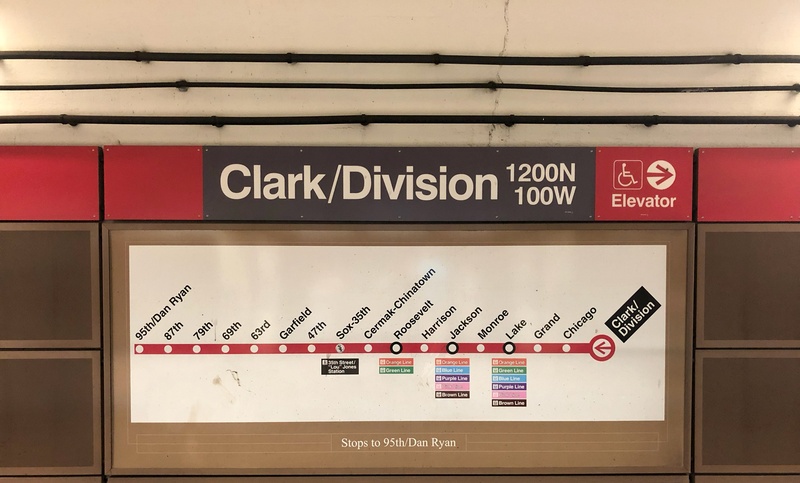 Clark/Division
1200N
100W
Elevator
95th/Dan Ryan
87th
79th
69th
63rd
Garfield
47th
Sox-35th
Cermak-Chinatown
Roosevelt
Harrison
Jackson
Monroe
Lake
Grand
Chicago
Clark/
Division
35th Street/
"Lou" Jones
Station
Orange Line
Green Line
Orange Line
Blue Line
Purple Line
Brown Line
Orange Line
Green Line
Blue Line
Purple Line
Brown Line
Stops to 95th/Dan Ryan